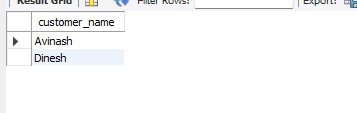 Result Grid Filter Rows: Export:
customer_name
Avinash
Dinesh